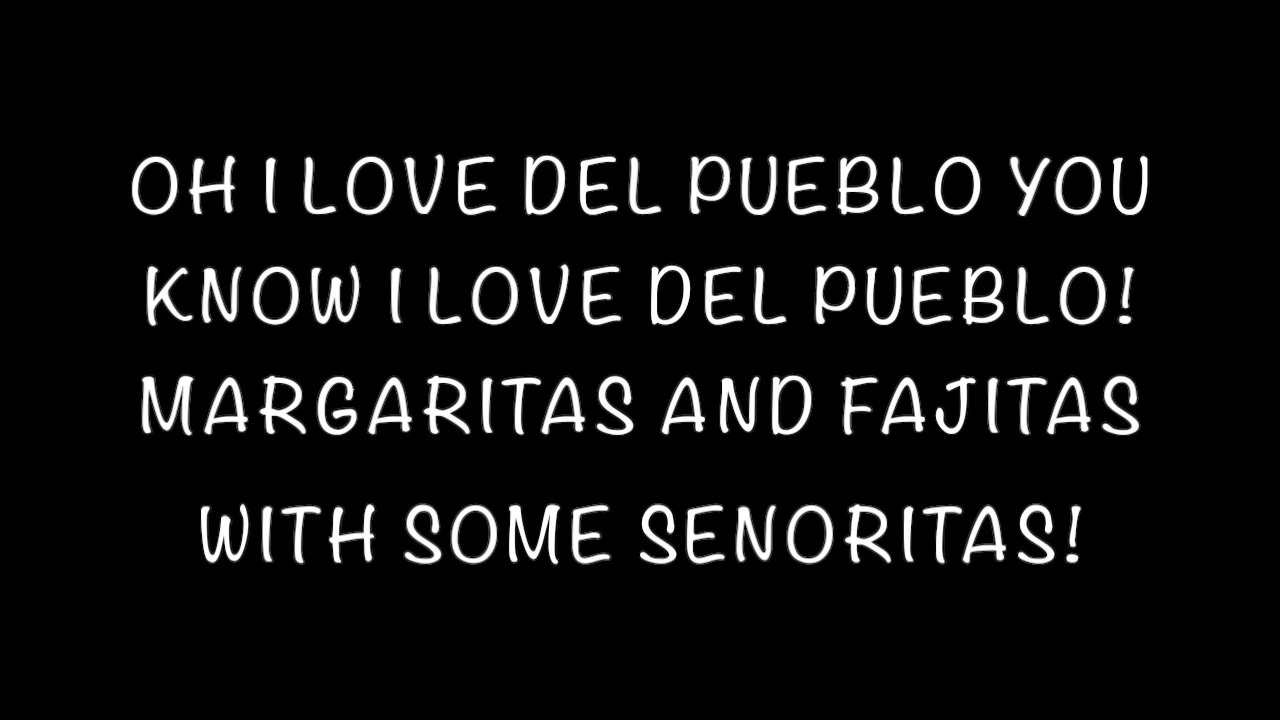 OH I LOVE DEL PUEBLO YOU
KNOW I LOVE DEL PUEBLO!
MARGARITAS AND FAJITAS
WITH SOME SENORITAS!